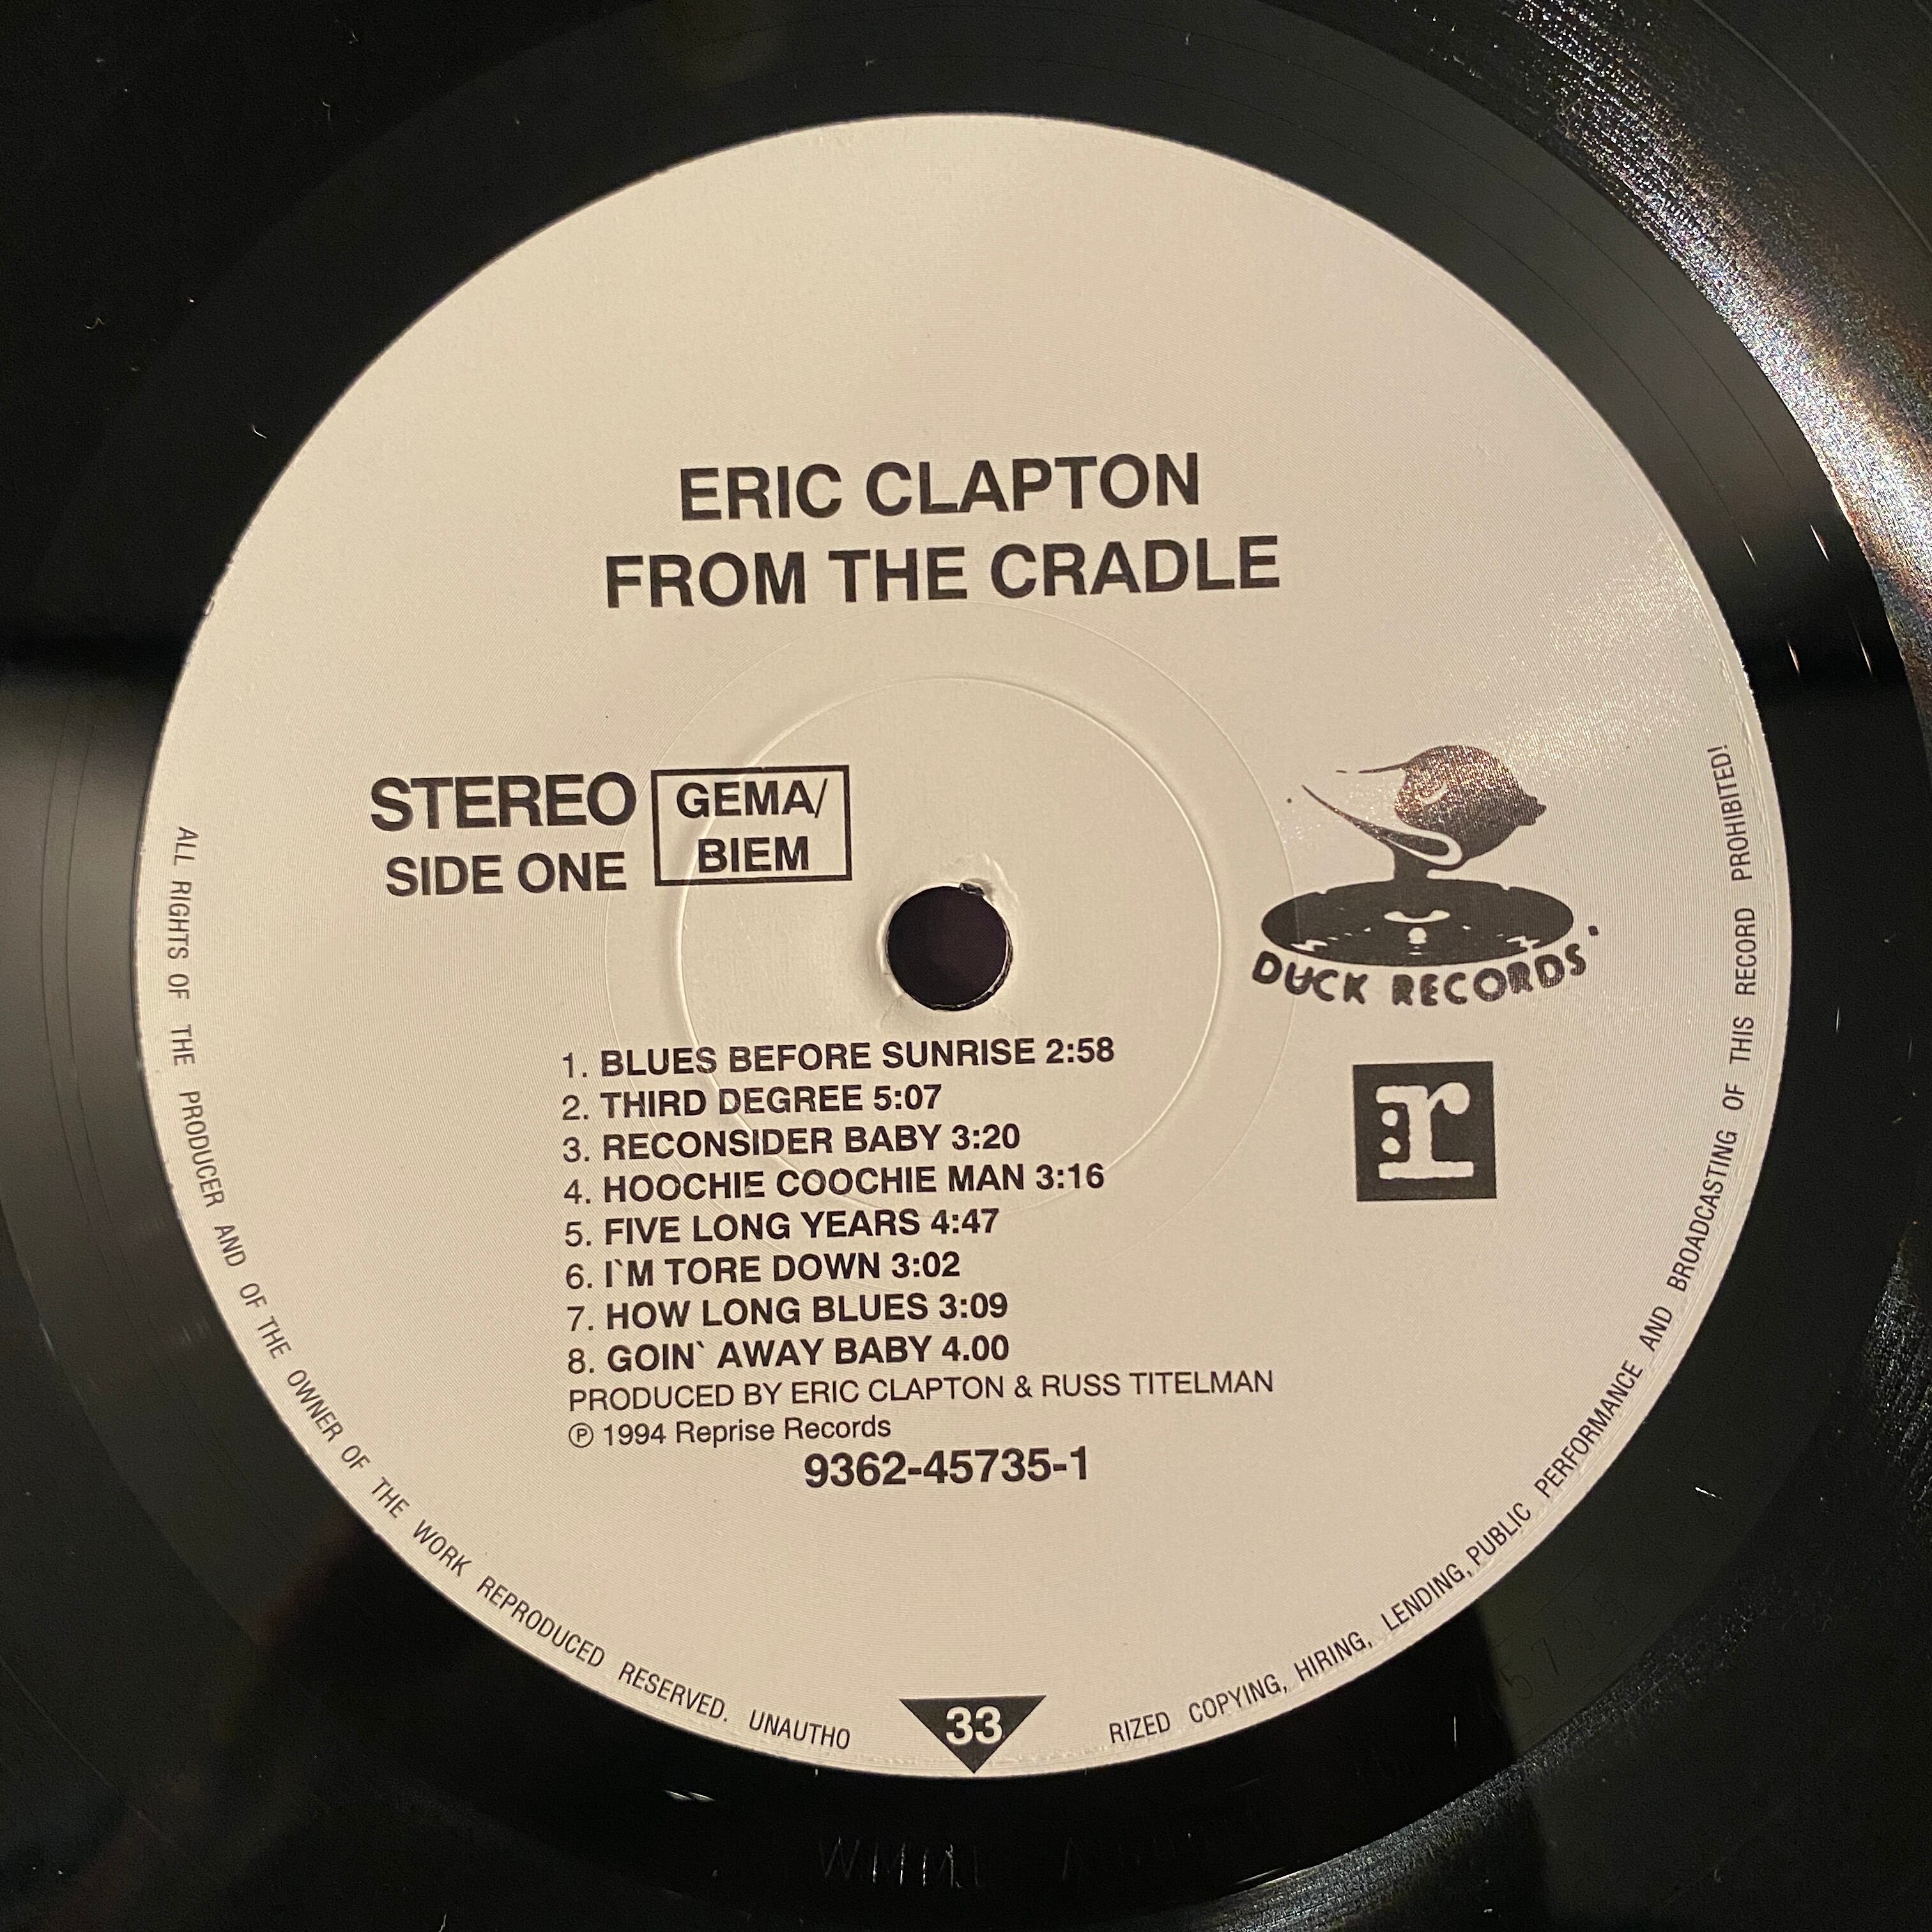 ERIC CLAPTON
FROM THE CRADLE
STEREO
SIDE ONE
GEMA/
BIEM
DUCK RECORDS
r
1. BLUES BEFORE SUNRISE 2:58
2. THIRD DEGREE 5:07
3. RECONSIDER BABY 3:20
4. HOOCHIE COOCHIE MAN 3:16
5. FIVE LONG YEARS 4:47
6. I`M TORE DOWN 3:02
7. HOW LONG BLUES 3:09
8. GOIN` AWAY BABY 4.00
PRODUCED BY ERIC CLAPTON & RUSS TITELMAN
℗ 1994 Reprise Records
9362-45735-1
ALL RIGHTS OF THE PRODUCER AND OF THE OWNER OF THE WORK REPRODUCED RESERVED. UNAUTHO
33
RIZED COPYING, HIRING, LENDING, PUBLIC PERFORMANCE AND BROADCASTING OF THIS RECORD PROHIBITED!